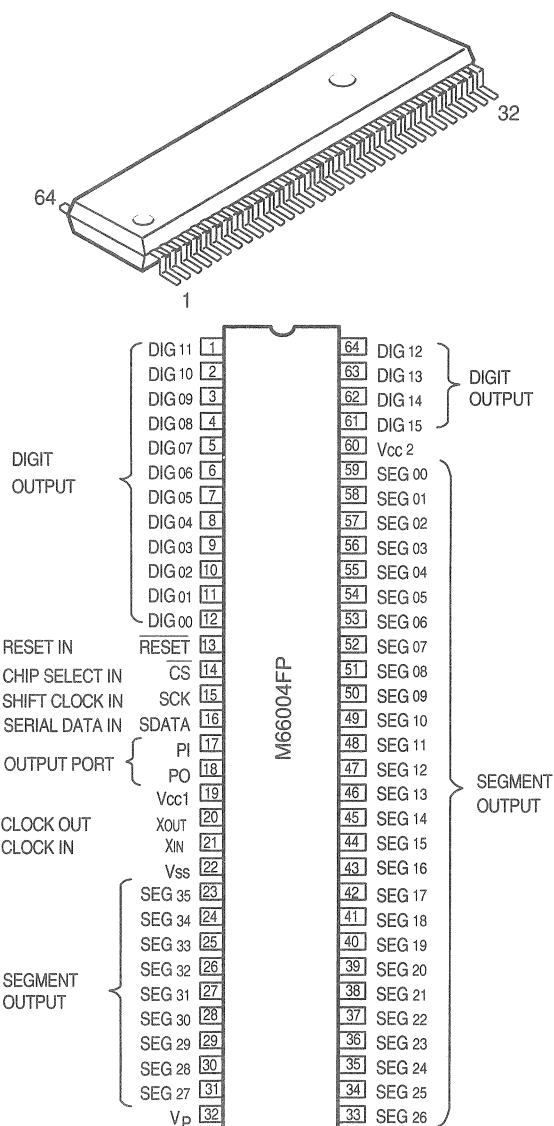 64
32
1
DIG 11 1
DIG 10 2
DIG 09 3
DIG 08 4
DIG 07 5
DIG 06 6
DIG 05 7
DIG 04 8
DIG 03 9
DIG 02 10
DIG 01 11
DIG 00 12
DIGIT
OUTPUT
RESET IN RESET 13
CHIP SELECT IN CS 14
SHIFT CLOCK IN SCK 15
SERIAL DATA IN SDATA 16
OUTPUT PORT
PI 17
PO 18
Vcc1 19
CLOCK OUT XOUT 20
CLOCK IN XIN 21
Vss 22
SEG 35 23
SEG 34 24
SEG 33 25
SEG 32 26
SEG 31 27
SEG 30 28
SEG 29 29
SEG 28 30
SEG 27 31
SEGMENT
OUTPUT
VP 32
M66004FP
64 DIG 12
63 DIG 13
62 DIG 14
61 DIG 15
DIGIT
OUTPUT
60 Vcc 2
59 SEG 00
58 SEG 01
57 SEG 02
56 SEG 03
55 SEG 04
54 SEG 05
53 SEG 06
52 SEG 07
51 SEG 08
50 SEG 09
49 SEG 10
48 SEG 11
47 SEG 12
46 SEG 13
45 SEG 14
44 SEG 15
43 SEG 16
42 SEG 17
41 SEG 18
40 SEG 19
39 SEG 20
38 SEG 21
37 SEG 22
36 SEG 23
35 SEG 24
34 SEG 25
33 SEG 26
SEGMENT
OUTPUT